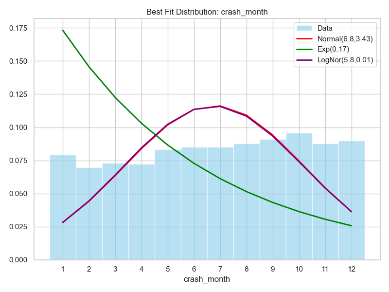 Best Fit Distribution: crash_month
0.175
0.150
0.125
0.100
0.075
0.050
0.025
0.000
Data
Normal(6.8,3.43)
Exp(0.17)
LogNor(5.8,0.01)
1 2 3 4 5 6 7 8 9 10 11 12
crash_month